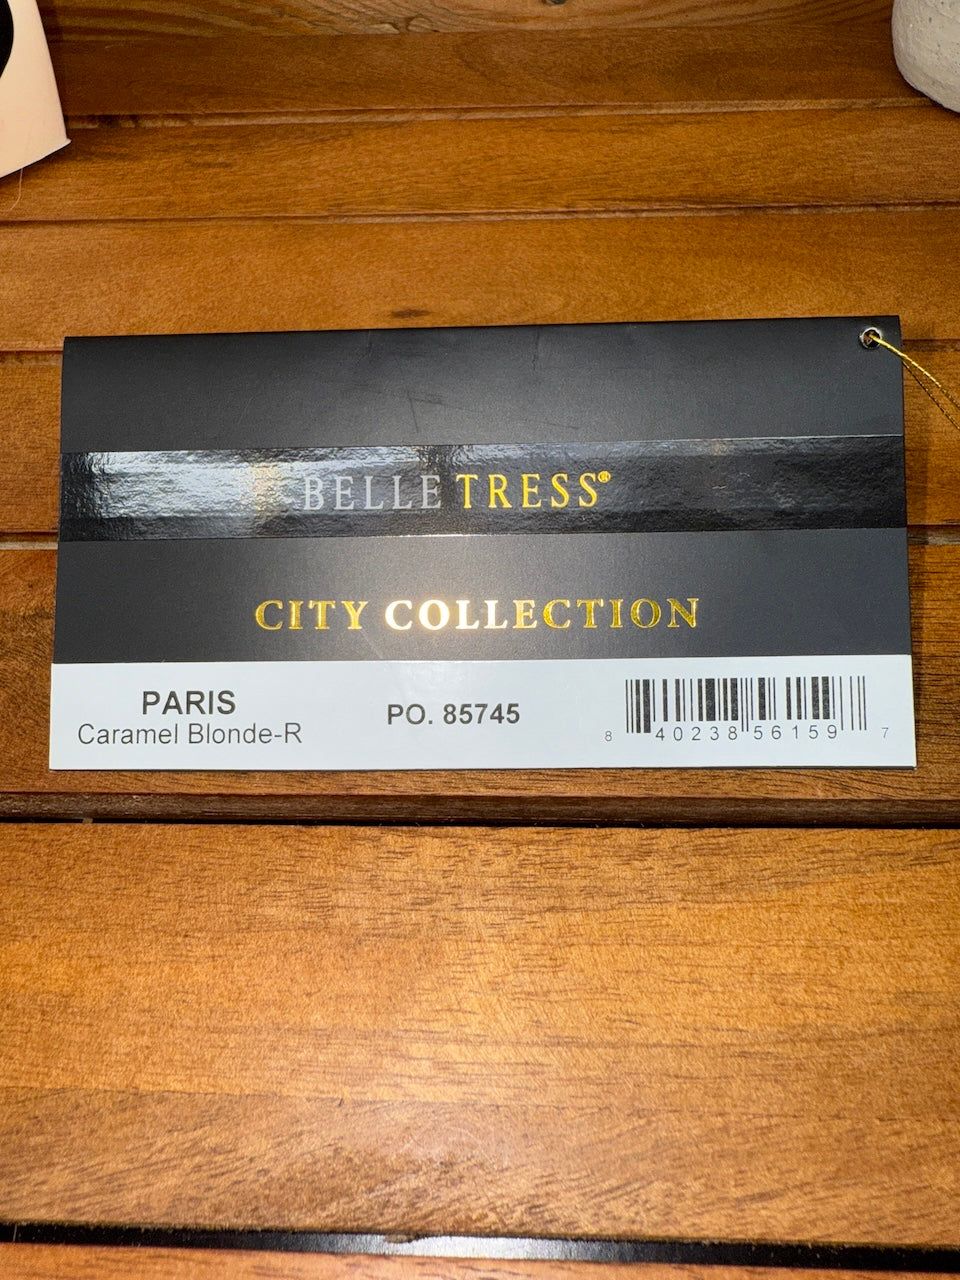 BELLE TRESS®
CITY COLLECTION
PARIS
Caramel Blonde-R
PO. 85745
8 40238 56159 7